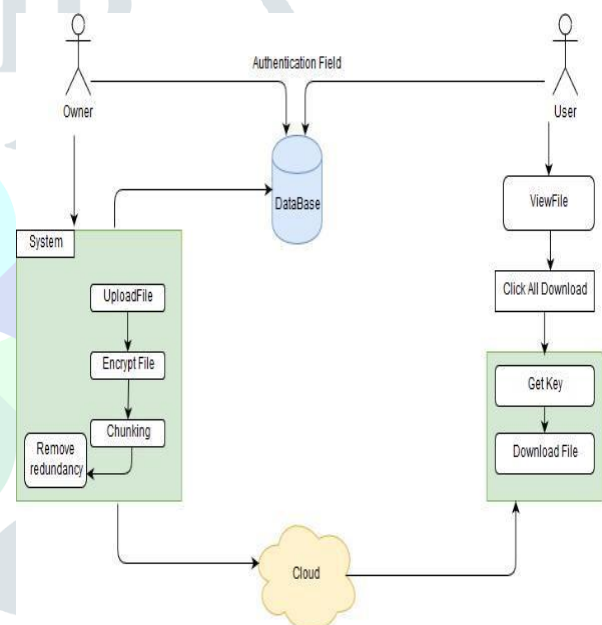 Authentication Field
Owner
User
DataBase
ViewFile
System
Click All Download
UploadFile
Encrypt File
Get Key
Chunking
Remove
redundancy
Download File
Cloud